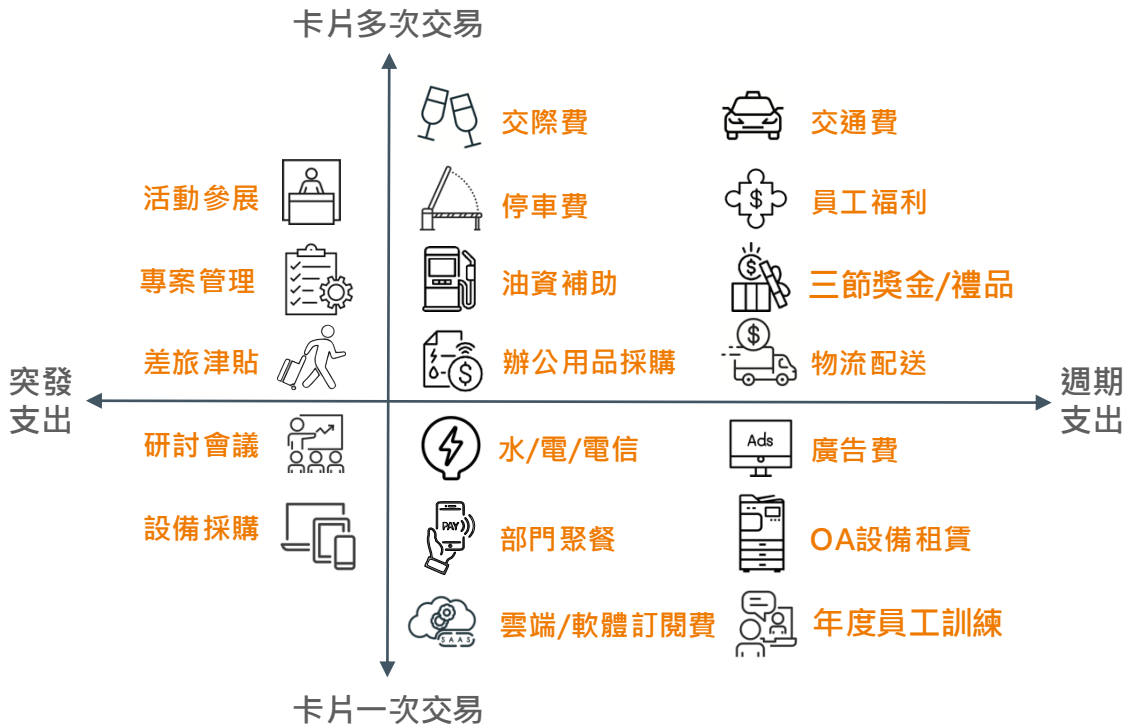 卡片多次交易
交際費
交通費
活動參展
停車費
員工福利
專案管理
油資補助
三節獎金/禮品
差旅津貼
辦公用品採購
物流配送
突發
支出
週期
支出
研討會議
水/電/電信
Ads
廣告費
設備採購
PAY
部門聚餐
OA設備租賃
SAAS
雲端/軟體訂閱費
年度員工訓練
卡片一次交易